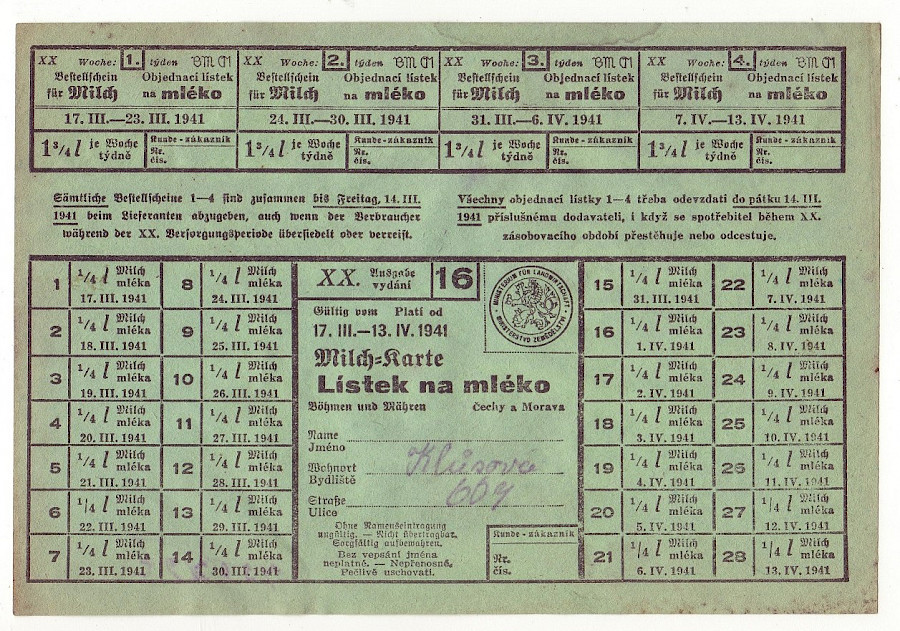 XX Woche: 1. týden BM ČM
Bestellschein Objednací lístek
für Milch na mléko
17. III.—23. III. 1941
1 3/4 l je Woche týdně
Kunde - zákazník
Nr.
čís.
XX Woche: 2. týden BM ČM
Bestellschein Objednací lístek
für Milch na mléko
24. III.—30. III. 1941
1 3/4 l je Woche týdně
Kunde - zákazník
Nr.
čís.
XX Woche: 3. týden BM ČM
Bestellschein Objednací lístek
für Milch na mléko
31. III.—6. IV. 1941
1 3/4 l je Woche týdně
Kunde - zákazník
Nr.
čís.
XX Woche: 4. týden BM ČM
Bestellschein Objednací lístek
für Milch na mléko
7. IV.—13. IV. 1941
1 3/4 l je Woche týdně
Kunde - zákazník
Nr.
čís.
Sämtliche Bestellscheine 1—4 sind zusammen bis Freitag, 14. III.
1941 beim Lieferanten abzugeben, auch wenn der Verbraucher
während der XX. Versorgungsperiode übersiedelt oder verreist.
Všechny objednací lístky 1—4 třeba odevzdati do pátku 14. III.
1941 příslušnému dodavateli, i když se spotřebitel během XX.
zásobovacího období přestěhuje nebo odcestuje.
1 1/4 l Milch mléka 17. III. 1941
2 1/4 l Milch mléka 18. III. 1941
3 1/4 l Milch mléka 19. III. 1941
4 1/4 l Milch mléka 20. III. 1941
5 1/4 l Milch mléka 21. III. 1941
6 1/4 l Milch mléka 22. III. 1941
7 1/4 l Milch mléka 23. III. 1941
8 1/4 l Milch mléka 24. III. 1941
9 1/4 l Milch mléka 25. III. 1941
10 1/4 l Milch mléka 26. III. 1941
11 1/4 l Milch mléka 27. III. 1941
12 1/4 l Milch mléka 28. III. 1941
13 1/4 l Milch mléka 29. III. 1941
14 1/4 l Milch mléka 30. III. 1941
XX. Ausgabe vydání 16
Gültig vom Platí od
17. III.—13. IV. 1941
MINISTERIUM FÜR LANDWIRTSCHAFT
MINISTERSTVO ZEMĚDĚLSTVÍ
Milch-Karte
Lístek na mléko
Böhmen und Mähren Čechy a Morava
Name
Jméno
Klúsová
Wohnort
Bydliště
Straße
Ulice
Ohne Namenseintragung
ungültig. — Nicht übertragbar.
Sorgfältig aufbewahren.
Bez vepsání jména
neplatné. — Nepřenosné.
Pečlivě uschovati.
Kunde - zákazník
Nr.
čís.
15 1/4 l Milch mléka 31. III. 1941
16 1/4 l Milch mléka 1. IV. 1941
17 1/4 l Milch mléka 2. IV. 1941
18 1/4 l Milch mléka 3. IV. 1941
19 1/4 l Milch mléka 4. IV. 1941
20 1/4 l Milch mléka 5. IV. 1941
21 1/4 l Milch mléka 6. IV. 1941
22 1/4 l Milch mléka 7. IV. 1941
23 1/4 l Milch mléka 8. IV. 1941
24 1/4 l Milch mléka 9. IV. 1941
25 1/4 l Milch mléka 10. IV. 1941
26 1/4 l Milch mléka 11. IV. 1941
27 1/4 l Milch mléka 12. IV. 1941
28 1/4 l Milch mléka 13. IV. 1941